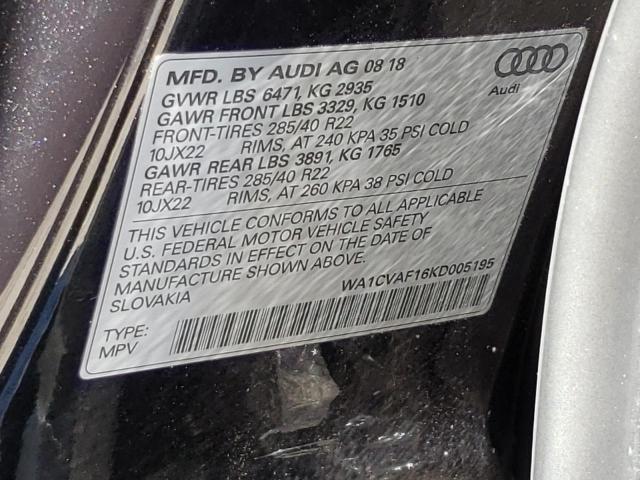 MFD. BY AUDI AG 08 18
GVWR LBS 6471, KG 2935
GAWR FRONT LBS 3329, KG 1510
FRONT-TIRES 285/40 R22
10JX22 RIMS, AT 240 KPA 35 PSI COLD
GAWR REAR LBS 3891, KG 1765
REAR-TIRES 285/40 R22
10JX22 RIMS, AT 260 KPA 38 PSI COLD
Audi
THIS VEHICLE CONFORMS TO ALL APPLICABLE
U.S. FEDERAL MOTOR VEHICLE SAFETY
STANDARDS IN EFFECT ON THE DATE OF
MANUFACTURE SHOWN ABOVE.
SLOVAKIA
WA1CVAF16KD005195
TYPE:
MPV